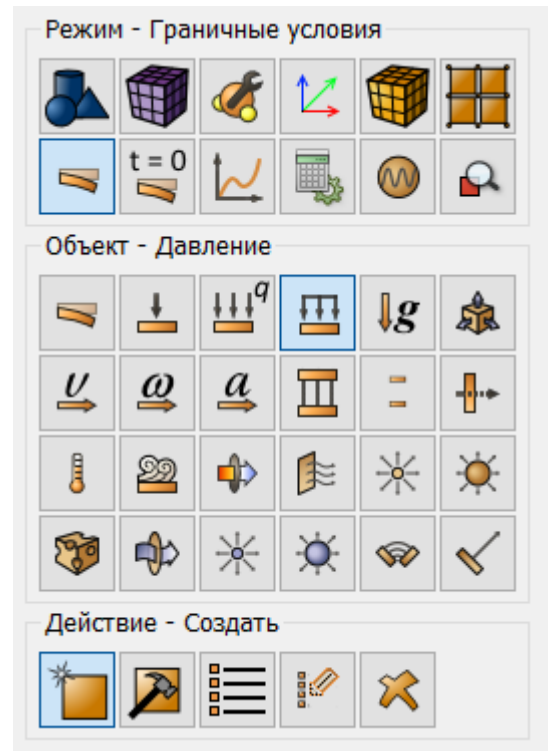 Режим - Граничные условия
t = 0
Объект - Давление
q
g
υ ω a
Действие - Создать